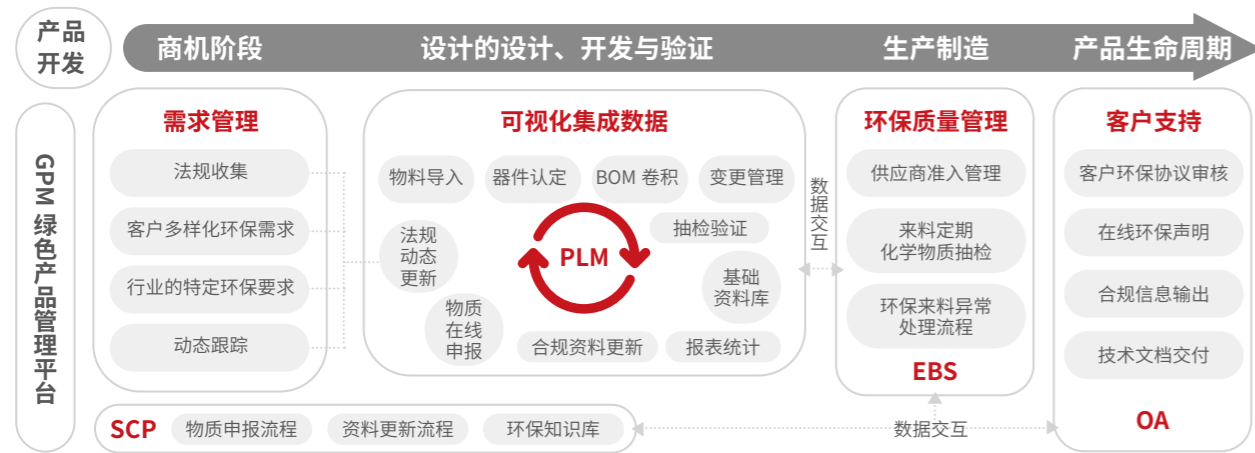 产品
开发
商机阶段
设计的设计、开发与验证
生产制造
产品生命周期
GPM 绿色产品管理平台
需求管理
法规收集
客户多样化环保需求
行业的特定环保要求
动态跟踪
可视化集成数据
物料导入
器件认定
BOM 卷积
变更管理
法规
动态
更新
抽检验证
PLM
基础
资料库
物质
在线
申报
合规资料更新
报表统计
数据交互
环保质量管理
供应商准入管理
来料定期
化学物质抽检
环保来料异常
处理流程
EBS
客户支持
客户环保协议审核
在线环保声明
合规信息输出
技术文档交付
OA
SCP
物质申报流程
资料更新流程
环保知识库
数据交互